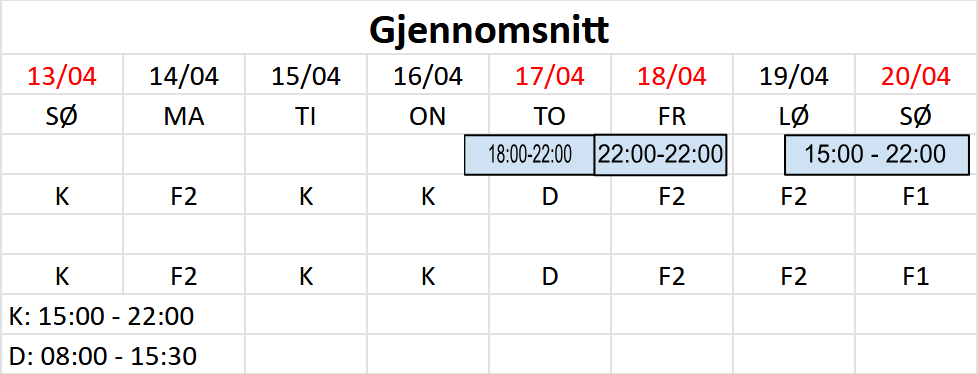 Gjennomsnitt
13/04 14/04 15/04 16/04 17/04 18/04 19/04 20/04
SØ MA TI ON TO FR LØ SØ
18:00-22:00 22:00-22:00 15:00 - 22:00
K F2 K K D F2 F2 F1
K F2 K K D F2 F2 F1
K: 15:00 - 22:00
D: 08:00 - 15:30